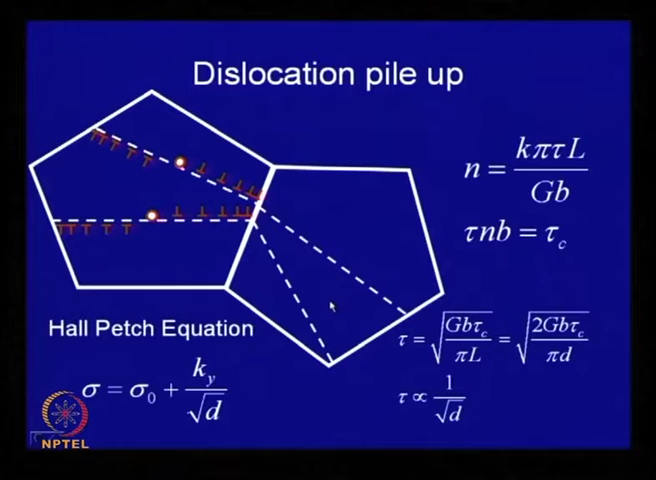 Dislocation pile up
n = kπτL / Gb
τnb = τ_c
Hall Petch Equation
σ = σ_0 + k_y / √d
τ = √(Gbτ_c / πL) = √(2Gbτ_c / πd)
τ ∝ 1 / √d
NPTEL